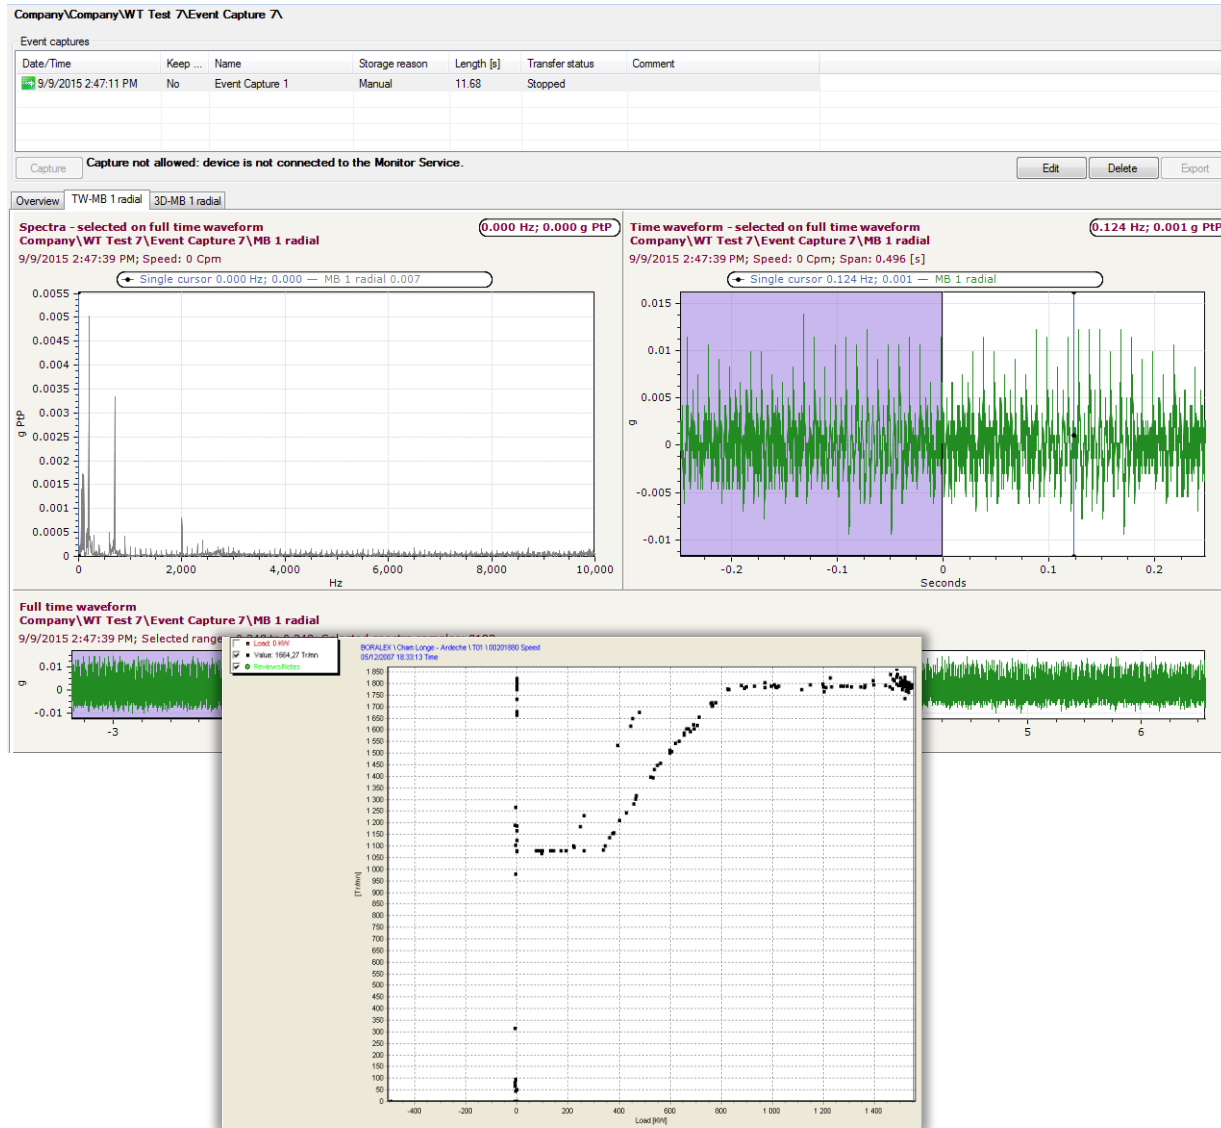 Company\Company\WT Test 7\Event Capture 7\
Event captures
Date/Time Keep ... Name Storage reason Length [s] Transfer status Comment
9/9/2015 2:47:11 PM No Event Capture 1 Manual 11.68 Stopped
Capture Capture not allowed: device is not connected to the Monitor Service. Edit Delete Export
Overview TW-MB 1 radial 3D-MB 1 radial
Spectra - selected on full time waveform 0.000 Hz; 0.000 g PtP
Company\WT Test 7\Event Capture 7\MB 1 radial
9/9/2015 2:47:39 PM; Speed: 0 Cpm
Single cursor 0.000 Hz; 0.000 — MB 1 radial 0.007
0.0055
0.005
0.0045
0.004
0.0035
0.003
0.0025
0.002
0.0015
0.001
0.0005
0
g PtP
0 2,000 4,000 6,000 8,000 10,000
Hz
Time waveform - selected on full time waveform 0.124 Hz; 0.001 g PtP
Company\WT Test 7\Event Capture 7\MB 1 radial
9/9/2015 2:47:39 PM; Speed: 0 Cpm; Span: 0.496 [s]
Single cursor 0.124 Hz; 0.001 — MB 1 radial
0.015
0.01
0.005
0
-0.005
-0.01
g
-0.2 -0.1 0 0.1 0.2
Seconds
Full time waveform
Company\WT Test 7\Event Capture 7\MB 1 radial
9/9/2015 2:47:39 PM; Selected range
0.01
0
-0.01
g
-3 5 6
Load: 0 KW
Value: 1664,27 Tr/mn
Reviews/Notes
BORALEX \ Cham Longe - Ardeche \ T01 \ 00201880 Speed
05/12/2007 18:33:13 Time
1 850
1 800
1 750
1 700
1 650
1 600
1 550
1 500
1 450
1 400
1 350
1 300
1 250
1 200
1 150
1 100
1 050
1 000
950
900
850
800
750
700
650
600
550
500
450
400
350
300
250
200
150
100
50
0
[Tr/mn]
-400 -200 0 200 400 600 800 1 000 1 200 1 400
Load [KW]